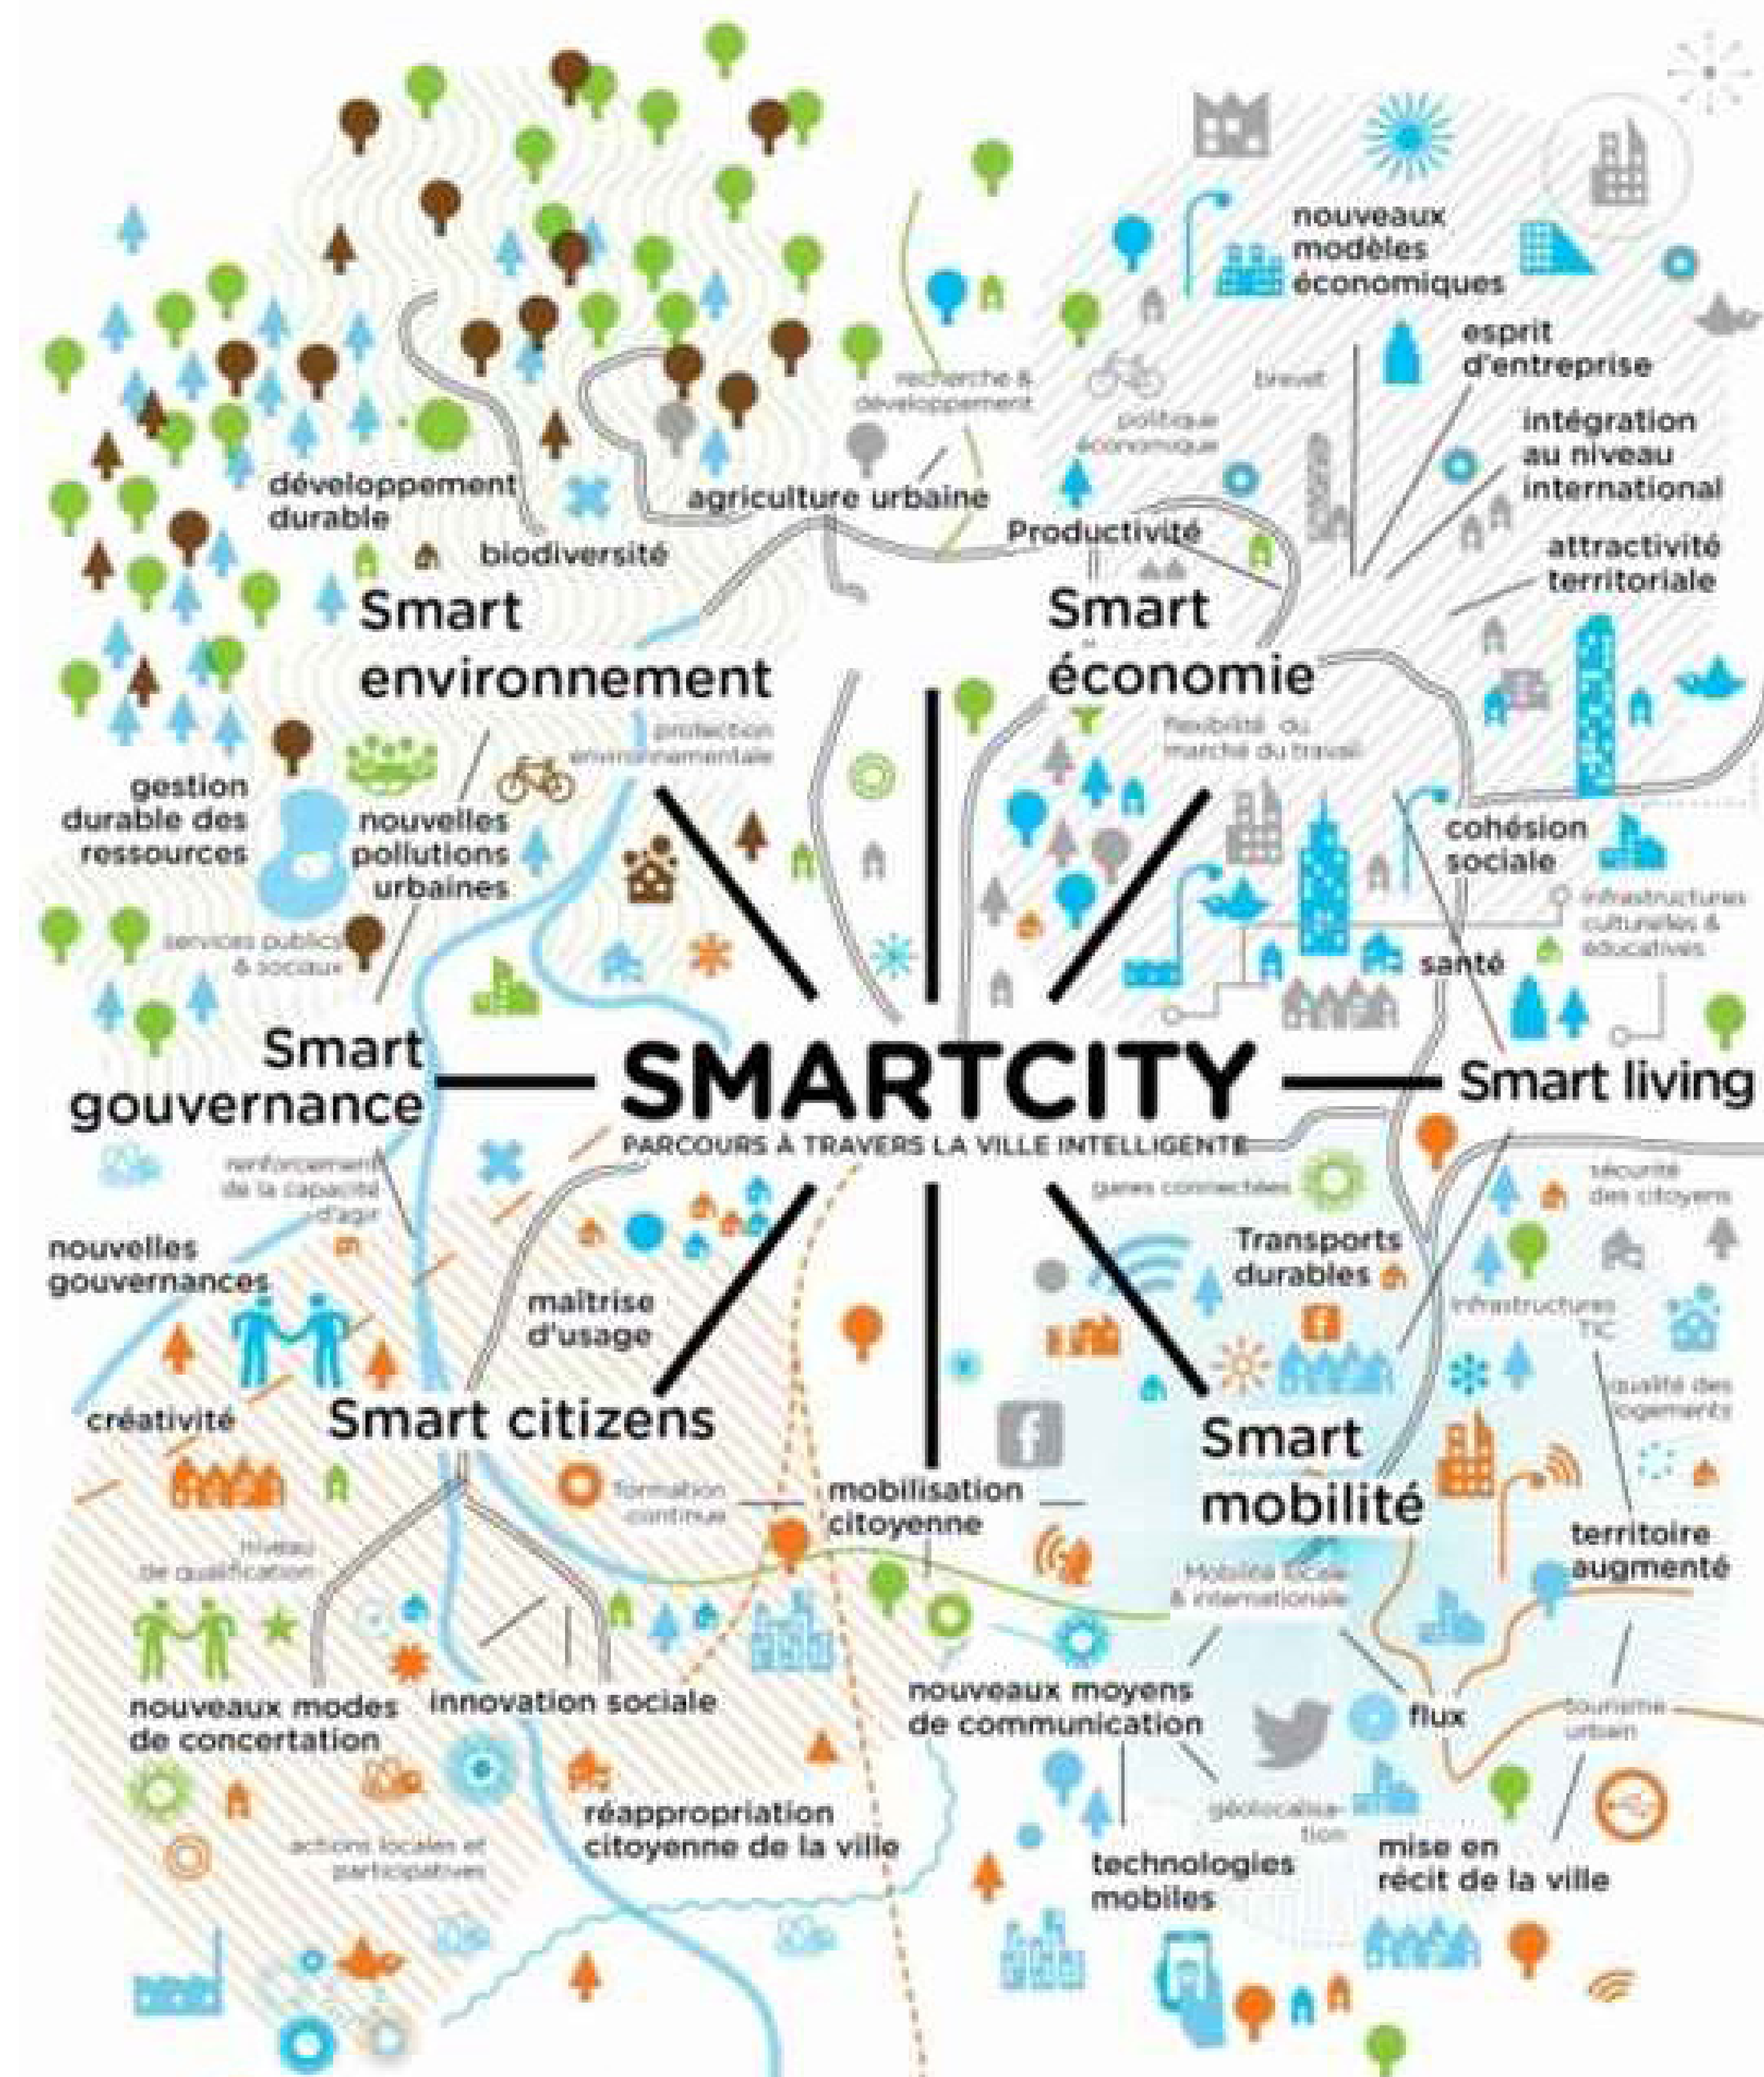 nouveaux
modèles
économiques
esprit
d'entreprise
recherche &
développement
brevet
politique
économique
intégration
au niveau
international
développement
durable
agriculture urbaine
biodiversité
Productivité
attractivité
territoriale
Smart
environnement
Smart
économie
protection
environnementale
flexibilité du
marché du travail
gestion
durable des
ressources
nouvelles
pollutions
urbaines
cohésion
sociale
infrastructures
culturelles &
éducatives
services publics
& sociaux
santé
Smart
gouvernance
SMARTCITY
PARCOURS À TRAVERS LA VILLE INTELLIGENTE
Smart living
renforcement
de la capacité
d'agir
gares connectées
sécurité
des citoyens
nouvelles
gouvernances
Transports
durables
maîtrise
d'usage
infrastructures
TIC
qualité des
logements
créativité
Smart citizens
Smart
mobilité
formation
continue
mobilisation
citoyenne
territoire
augmenté
niveau
de qualification
Mobilité locale
& internationale
nouveaux modes
de concertation
innovation sociale
nouveaux moyens
de communication
flux
tourisme
urbain
réappropriation
citoyenne de la ville
géolocalisa-
tion
actions locales et
participatives
technologies
mobiles
mise en
récit de la ville